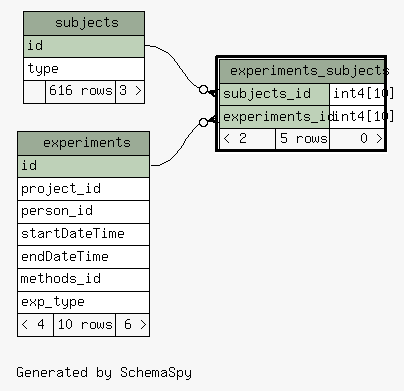 subjects
id
type
616 rows 3 >
experiments_subjects
subjects_id int4[10]
experiments_id int4[10]
< 2 5 rows 0 >
experiments
id
project_id
person_id
startDateTime
endDateTime
methods_id
exp_type
< 4 10 rows 6 >
Generated by SchemaSpy